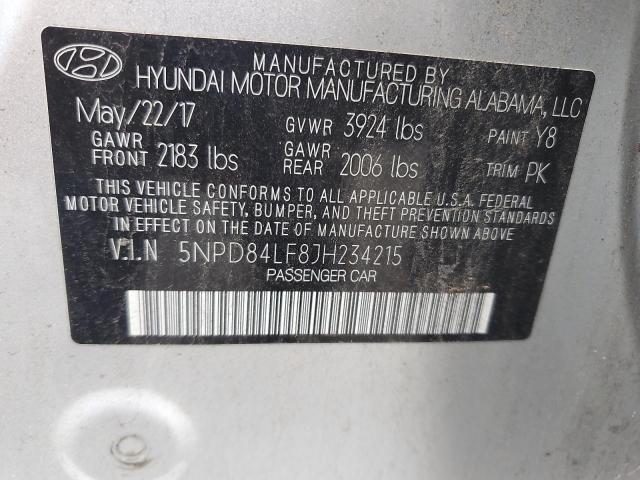 MANUFACTURED BY
HYUNDAI MOTOR MANUFACTURING ALABAMA, LLC
May/22/17 GVWR 3924 lbs PAINT Y8
GAWR FRONT 2183 lbs GAWR REAR 2006 lbs TRIM PK
THIS VEHICLE CONFORMS TO ALL APPLICABLE U.S.A. FEDERAL
MOTOR VEHICLE SAFETY, BUMPER, AND THEFT PREVENTION STANDARDS
IN EFFECT ON THE DATE OF MANUFACTURE SHOWN ABOVE.
V.I.N 5NPD84LF8JH234215
PASSENGER CAR